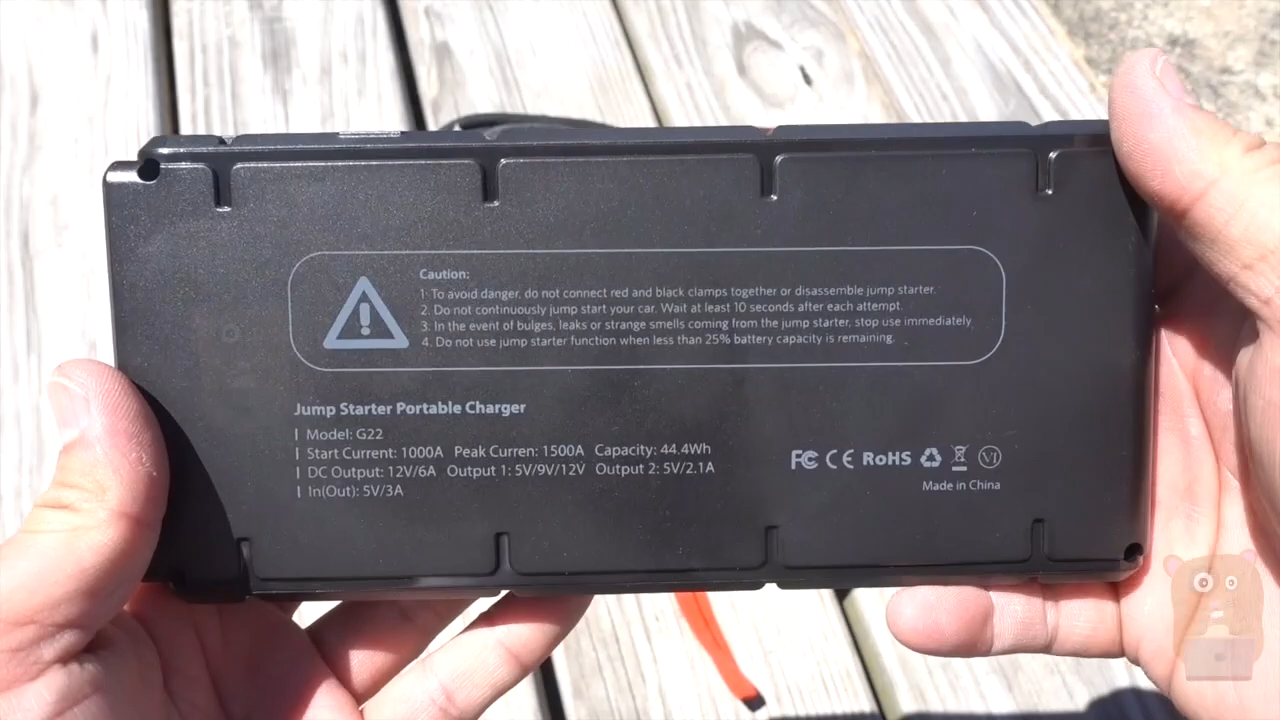 Caution:
1. To avoid danger, do not connect red and black clamps together or disassemble jump starter.
2. Do not continuously jump start your car. Wait at least 10 seconds after each attempt.
3. In the event of bulges, leaks or strange smells coming from the jump starter, stop use immediately
4. Do not use jump starter function when less than 25% battery capacity is remaining.
Jump Starter Portable Charger
| Model: G22
| Start Current: 1000A Peak Curren: 1500A Capacity: 44.4Wh
| DC Output: 12V/6A Output 1: 5V/9V/12V Output 2: 5V/2.1A
| In(Out): 5V/3A
FC CE RoHS VI
Made in China